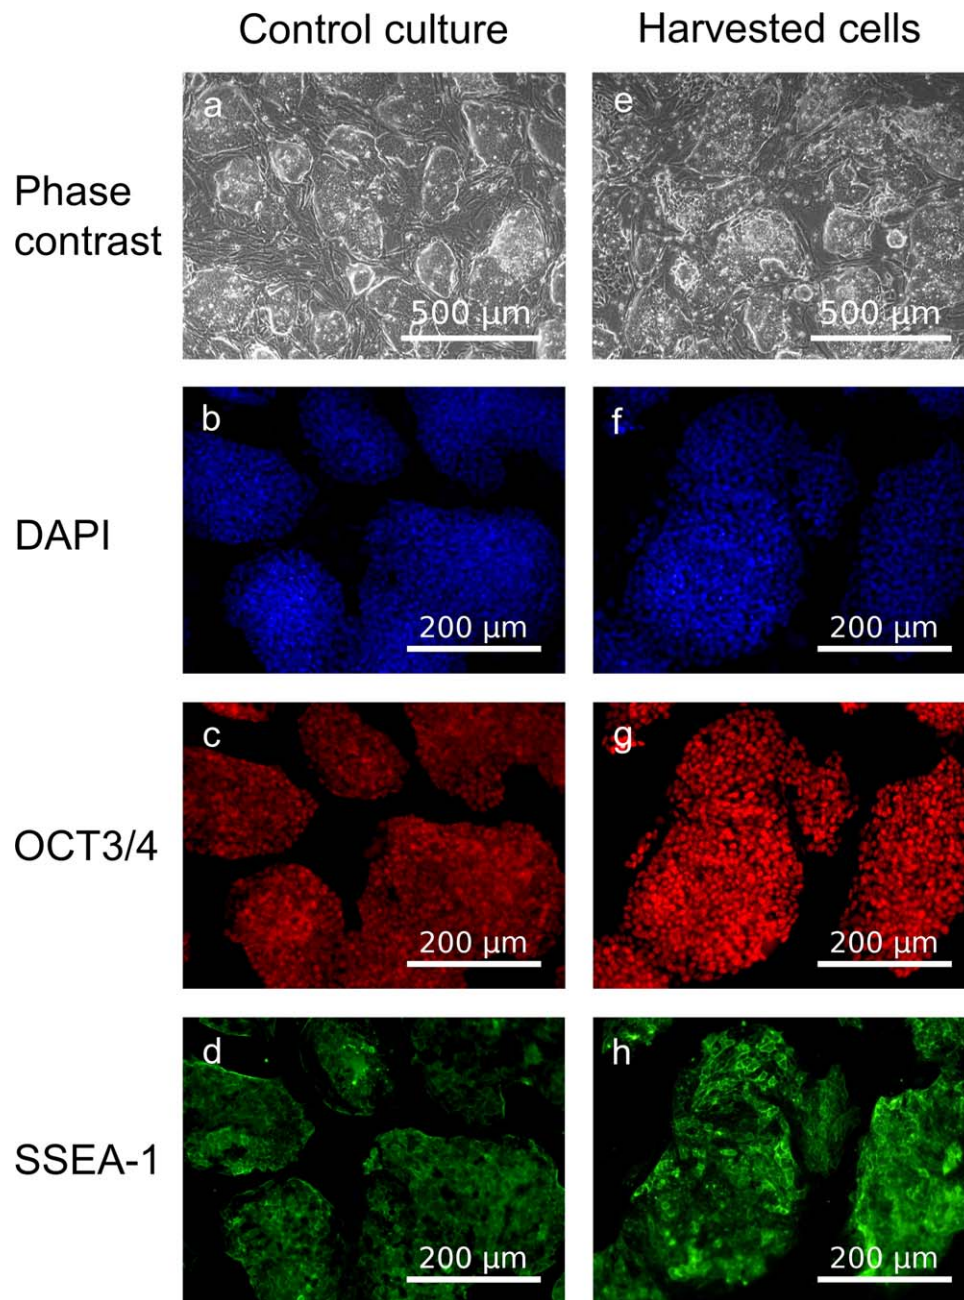 Control culture
Harvested cells
Phase
contrast
a
500 μm
e
500 μm
DAPI
b
200 μm
f
200 μm
OCT3/4
c
200 μm
g
200 μm
SSEA-1
d
200 μm
h
200 μm